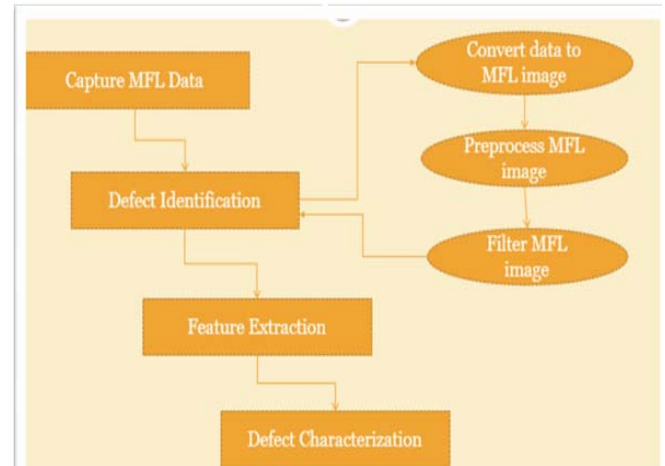 Capture MFL Data
Convert data to
MFL image
Preprocess MFL
image
Defect Identification
Filter MFL
image
Feature Extraction
Defect Characterization